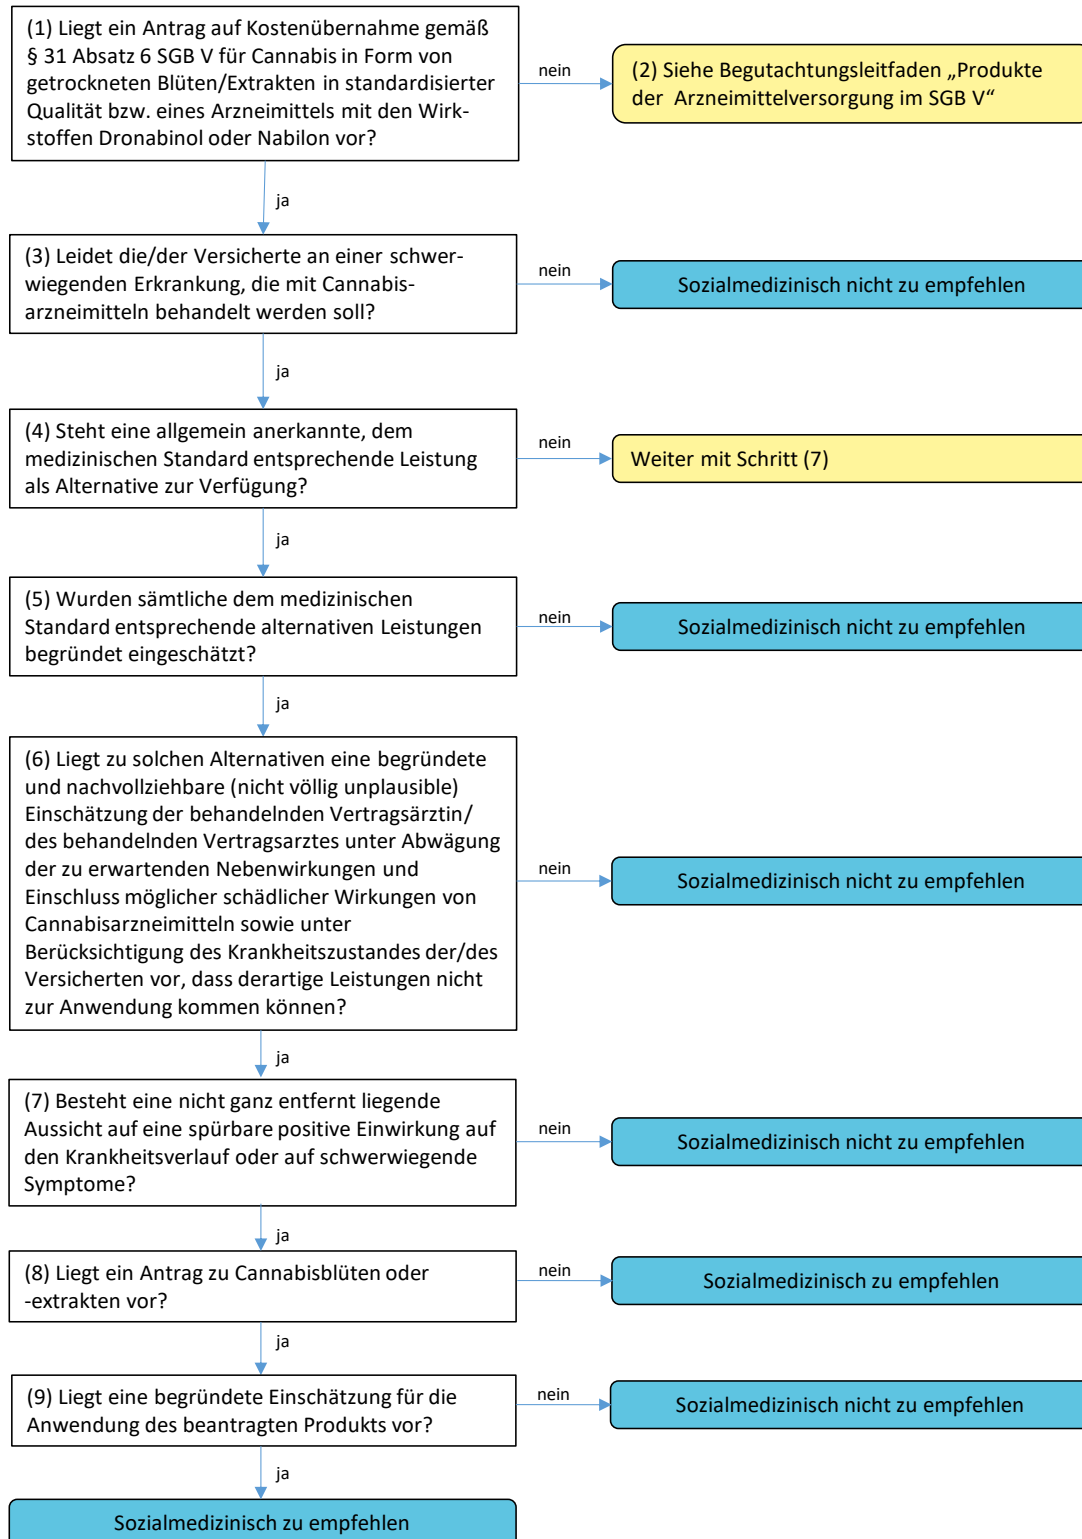 (1) Liegt ein Antrag auf Kostenübernahme gemäß
§ 31 Absatz 6 SGB V für Cannabis in Form von
getrockneten Blüten/Extrakten in standardisierter
Qualität bzw. eines Arzneimittels mit den Wirk-
stoffen Dronabinol oder Nabilon vor?
nein
(2) Siehe Begutachtungsleitfaden „Produkte
der Arzneimittelversorgung im SGB V“
ja
(3) Leidet die/der Versicherte an einer schwer-
wiegenden Erkrankung, die mit Cannabis-
arzneimitteln behandelt werden soll?
nein
Sozialmedizinisch nicht zu empfehlen
ja
(4) Steht eine allgemein anerkannte, dem
medizinischen Standard entsprechende Leistung
als Alternative zur Verfügung?
nein
Weiter mit Schritt (7)
ja
(5) Wurden sämtliche dem medizinischen
Standard entsprechende alternativen Leistungen
begründet eingeschätzt?
nein
Sozialmedizinisch nicht zu empfehlen
ja
(6) Liegt zu solchen Alternativen eine begründete
und nachvollziehbare (nicht völlig unplausible)
Einschätzung der behandelnden Vertragsärztin/
des behandelnden Vertragsarztes unter Abwägung
der zu erwartenden Nebenwirkungen und
Einschluss möglicher schädlicher Wirkungen von
Cannabisarzneimitteln sowie unter
Berücksichtigung des Krankheitszustandes der/des
Versicherten vor, dass derartige Leistungen nicht
zur Anwendung kommen können?
nein
Sozialmedizinisch nicht zu empfehlen
ja
(7) Besteht eine nicht ganz entfernt liegende
Aussicht auf eine spürbare positive Einwirkung auf
den Krankheitsverlauf oder auf schwerwiegende
Symptome?
nein
Sozialmedizinisch nicht zu empfehlen
ja
(8) Liegt ein Antrag zu Cannabisblüten oder
-extrakten vor?
nein
Sozialmedizinisch zu empfehlen
ja
(9) Liegt eine begründete Einschätzung für die
Anwendung des beantragten Produkts vor?
nein
Sozialmedizinisch nicht zu empfehlen
ja
Sozialmedizinisch zu empfehlen